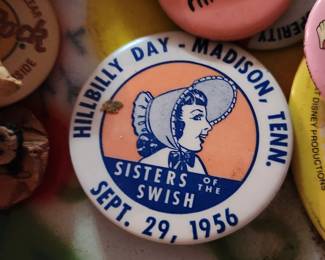 HILLBILLY DAY - MADISON, TENN.
SISTERS OF THE
SWISH
SEPT. 29, 1956
DISNEY PRODUCTIONS